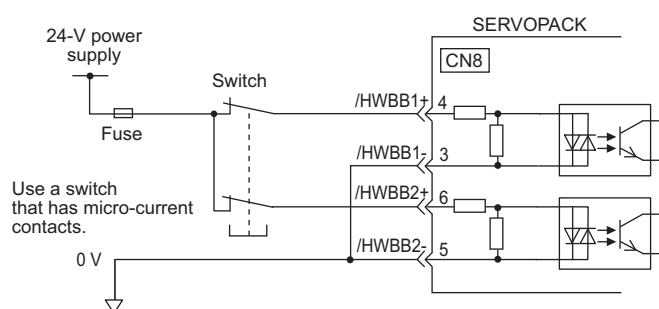 SERVOPACK
24-V power
supply
CN8
Switch
/HWBB1+ 4
Fuse
/HWBB1- 3
Use a switch
that has micro-current
contacts.
/HWBB2+ 6
0 V
/HWBB2- 5